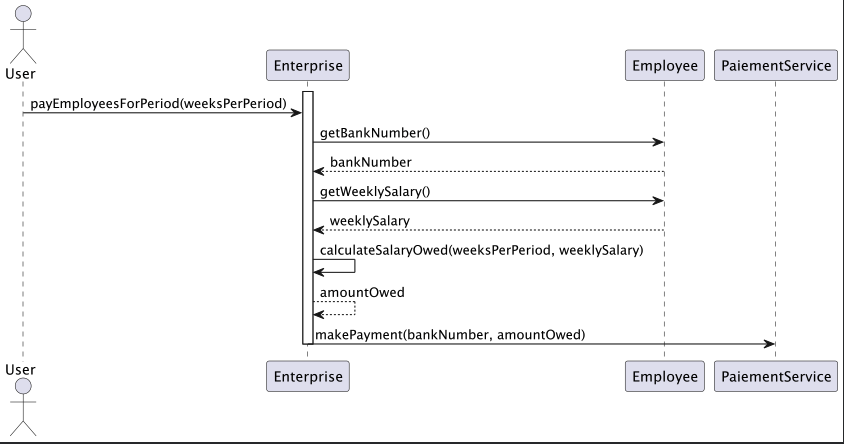 User
Enterprise
Employee
PaiementService
payEmployeesForPeriod(weeksPerPeriod)
getBankNumber()
bankNumber
getWeeklySalary()
weeklySalary
calculateSalaryOwed(weeksPerPeriod, weeklySalary)
amountOwed
makePayment(bankNumber, amountOwed)
User
Enterprise
Employee
PaiementService